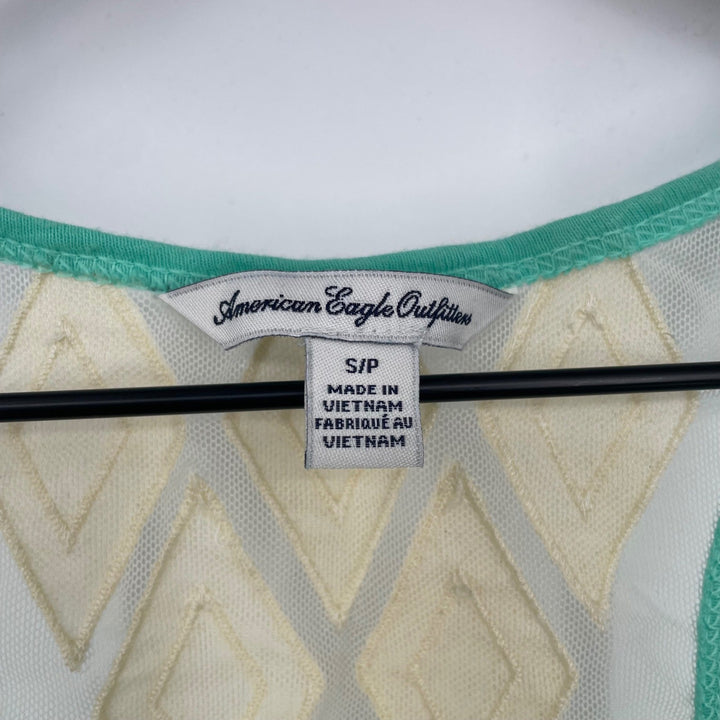 American Eagle Outfitters
S/P
MADE IN
VIETNAM
FABRIQUÉ AU
VIETNAM